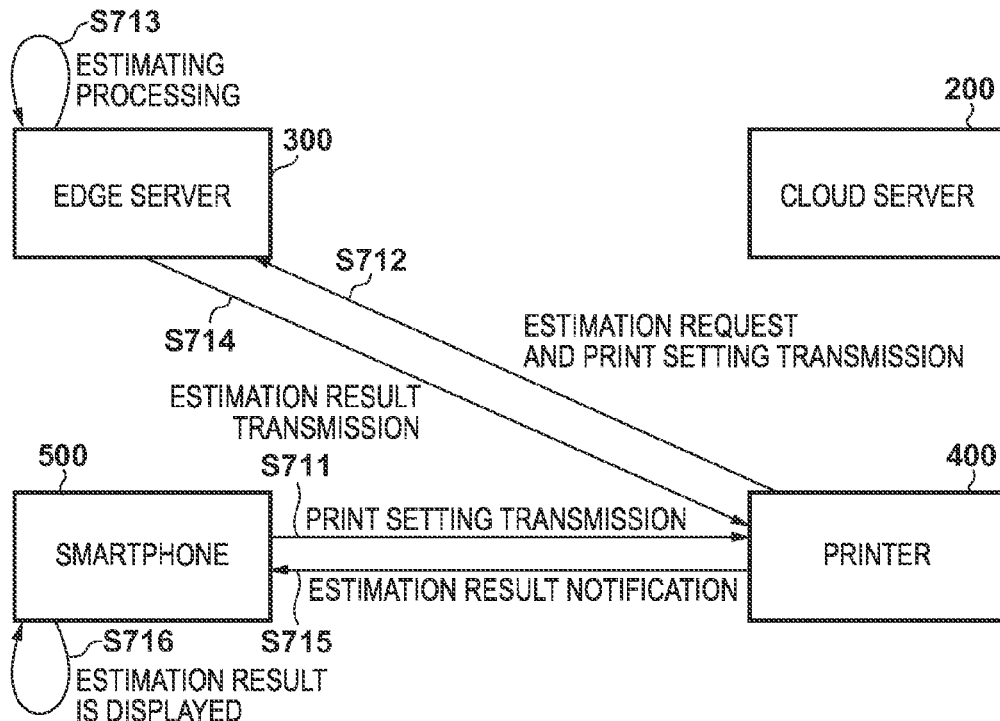 S713
ESTIMATING
PROCESSING
300
EDGE SERVER
200
CLOUD SERVER
S712
S714
ESTIMATION REQUEST
AND PRINT SETTING TRANSMISSION
ESTIMATION RESULT
TRANSMISSION
500
S711
400
PRINT SETTING TRANSMISSION
SMARTPHONE
PRINTER
ESTIMATION RESULT NOTIFICATION
S716
S715
ESTIMATION RESULT
IS DISPLAYED